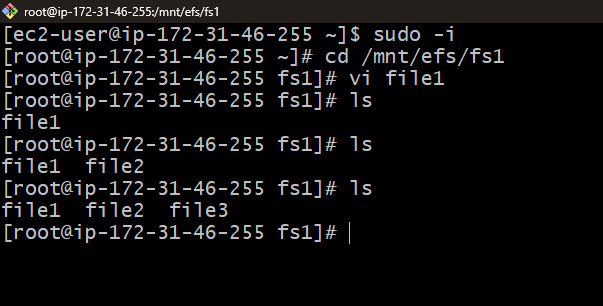 root@ip-172-31-46-255:/mnt/efs/fs1
[ec2-user@ip-172-31-46-255 ~]$ sudo -i
[root@ip-172-31-46-255 ~]# cd /mnt/efs/fs1
[root@ip-172-31-46-255 fs1]# vi file1
[root@ip-172-31-46-255 fs1]# ls
file1
[root@ip-172-31-46-255 fs1]# ls
file1  file2
[root@ip-172-31-46-255 fs1]# ls
file1  file2  file3
[root@ip-172-31-46-255 fs1]#